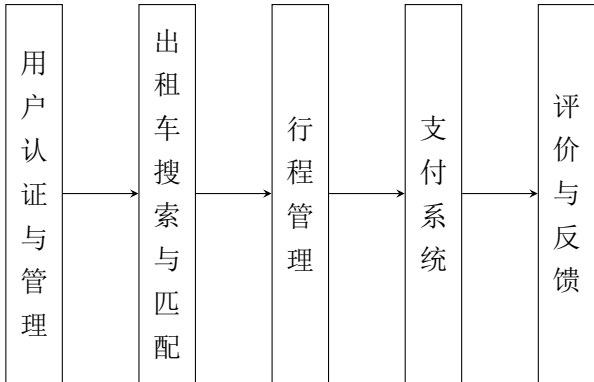 用户认证与管理
出租车搜索与匹配
行程管理
支付系统
评价与反馈